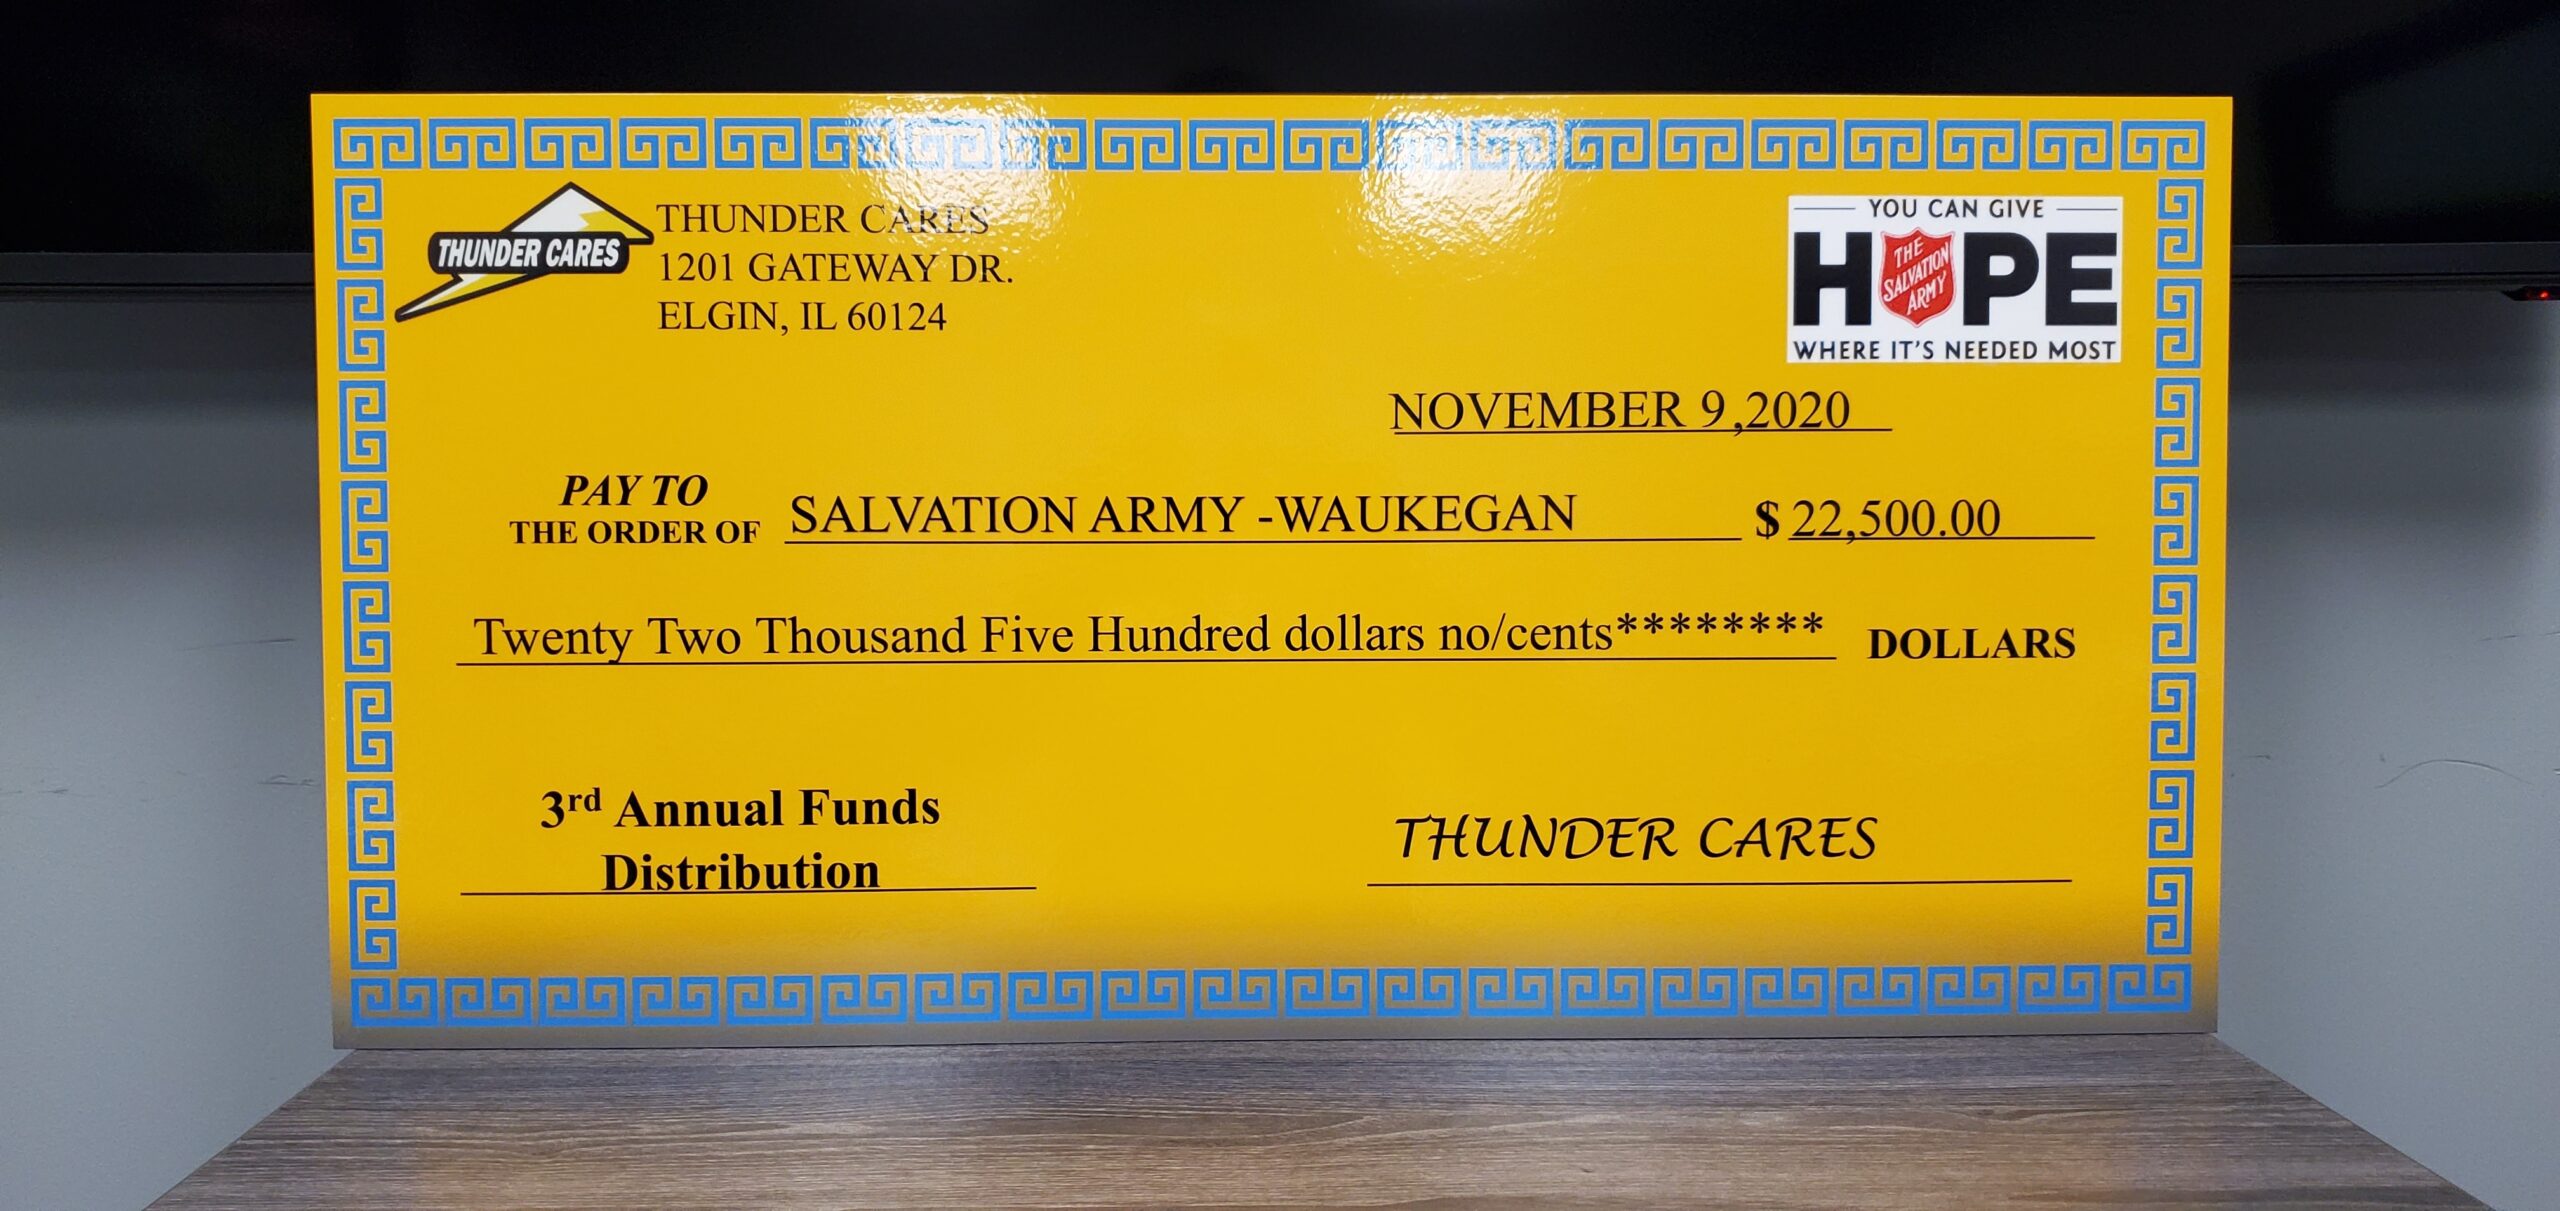 THUNDER CARES
THUNDER CARES
1201 GATEWAY DR.
ELGIN, IL 60124
YOU CAN GIVE
HOPE
THE
SALVATION
ARMY
WHERE IT'S NEEDED MOST
NOVEMBER 9,2020
PAY TO
THE ORDER OF SALVATION ARMY -WAUKEGAN $ 22,500.00
Twenty Two Thousand Five Hundred dollars no/cents******** DOLLARS
3rd Annual Funds
Distribution
THUNDER CARES